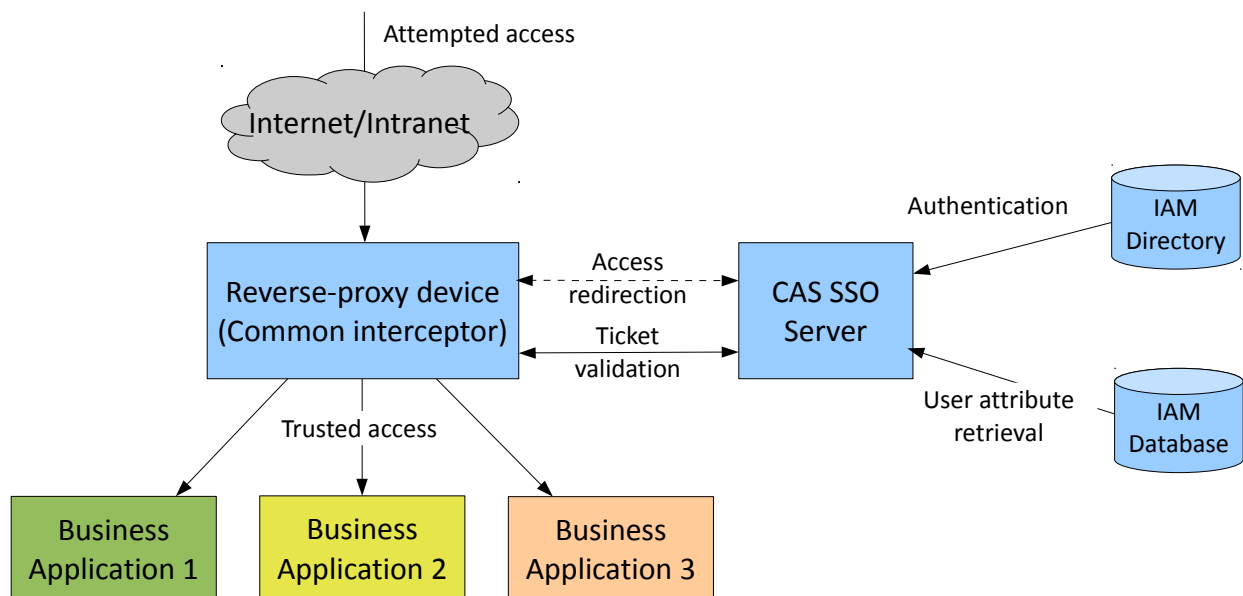 Attempted access
Internet/Intranet
Reverse-proxy device
(Common interceptor)
Access
redirection
Ticket
validation
CAS SSO
Server
Authentication
IAM
Directory
User attribute
retrieval
IAM
Database
Trusted access
Business
Application 1
Business
Application 2
Business
Application 3